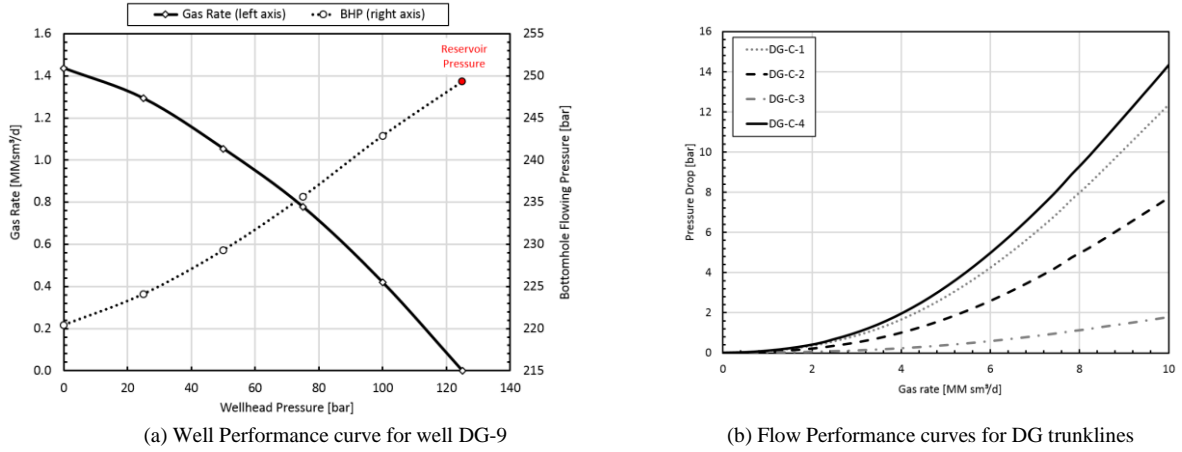 Gas Rate (left axis) BHP (right axis)
1.6
1.4
1.2
1.0
0.8
0.6
0.4
0.2
0.0
Gas Rate [MMsm³/d]
255
250
245
240
235
230
225
220
215
Bottomhole Flowing Pressure [bar]
Reservoir
Pressure
0 20 40 60 80 100 120 140
Wellhead Pressure [bar]
(a) Well Performance curve for well DG-9
16
14
12
10
8
6
4
2
0
Pressure Drop [bar]
DG-C-1
DG-C-2
DG-C-3
DG-C-4
0 2 4 6 8 10
Gas rate [MM sm³/d]
(b) Flow Performance curves for DG trunklines